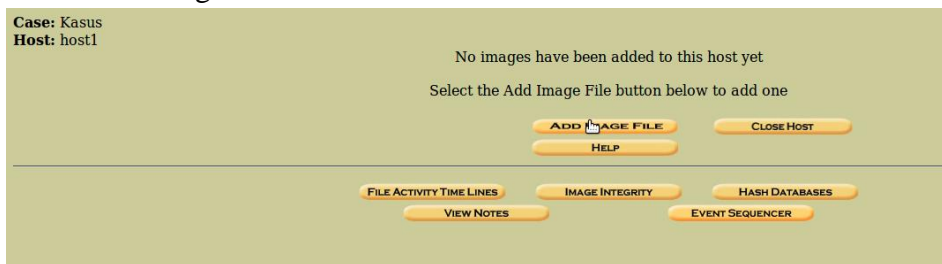 Case: Kasus
Host: host1
No images have been added to this host yet
Select the Add Image File button below to add one
ADD IMAGE FILE
CLOSE HOST
HELP
FILE ACTIVITY TIME LINES
IMAGE INTEGRITY
HASH DATABASES
VIEW NOTES
EVENT SEQUENCER